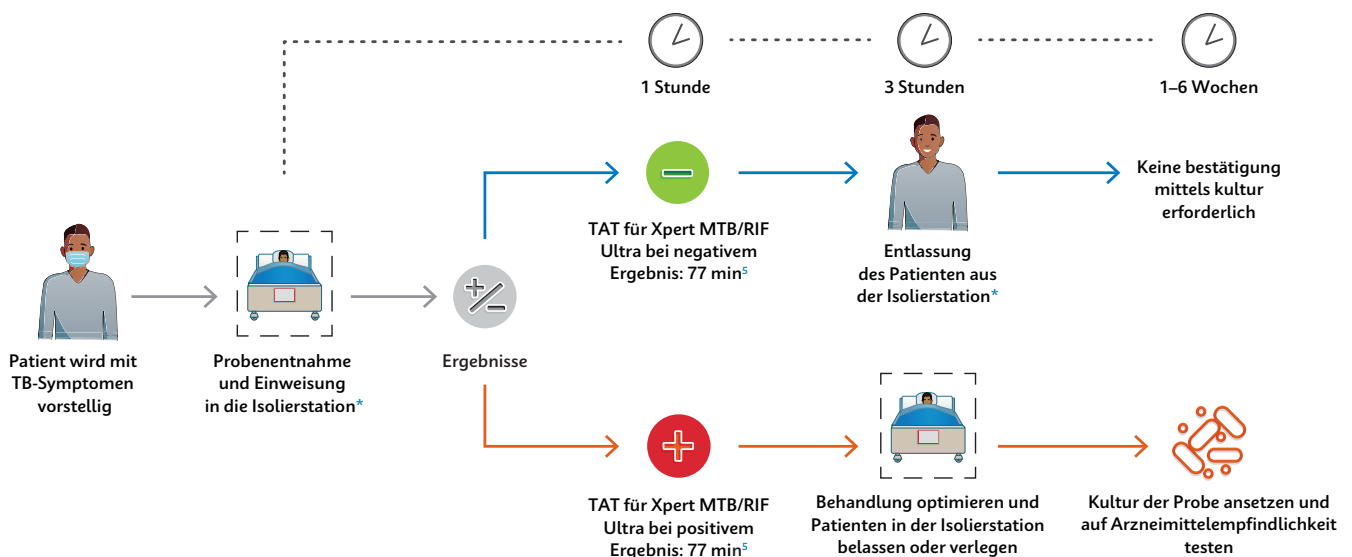 1 Stunde
3 Stunden
1–6 Wochen
TAT für Xpert MTB/RIF
Ultra bei negativem
Ergebnis: 77 min5
Entlassung
des Patienten aus
der Isolierstation*
Keine bestätigung
mittels kultur
erforderlich
Patient wird mit
TB-Symptomen
vorstellig
Probenentnahme
und Einweisung
in die Isolierstation*
Ergebnisse
TAT für Xpert MTB/RIF
Ultra bei positivem
Ergebnis: 77 min5
Behandlung optimieren und
Patienten in der Isolierstation
belassen oder verlegen
Kultur der Probe ansetzen und
auf Arzneimittelempfindlichkeit
testen